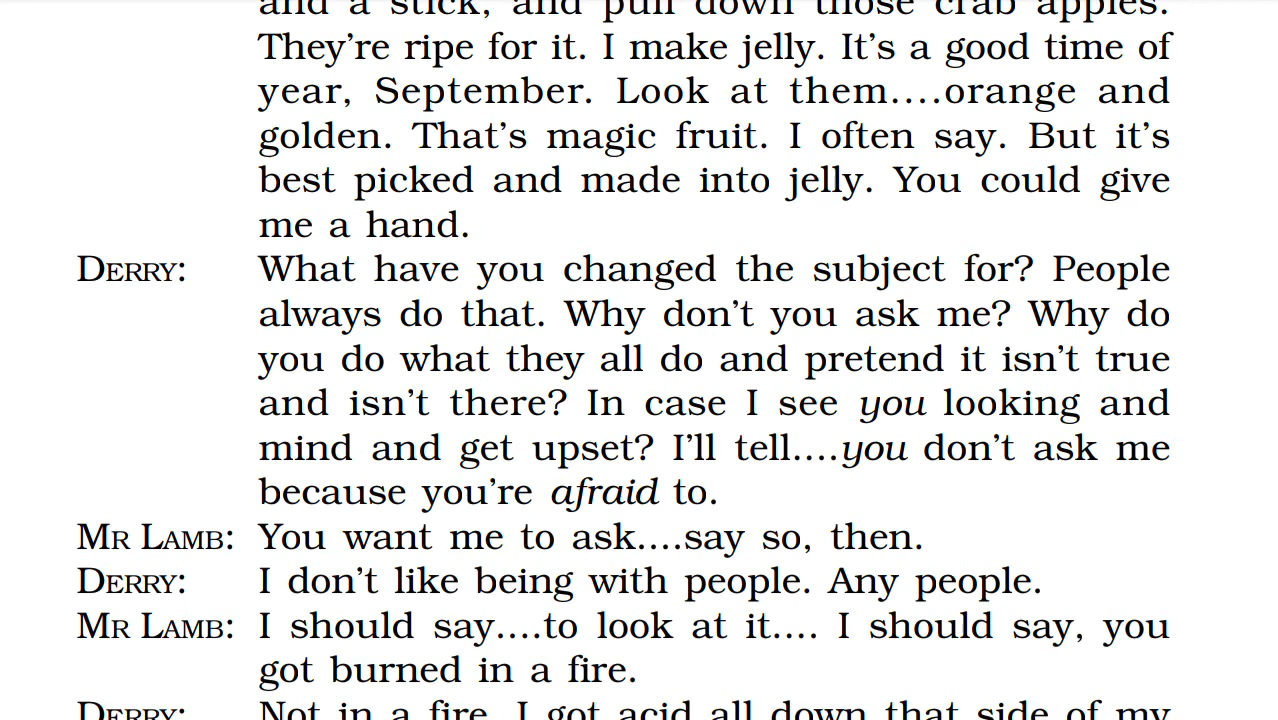 and a stick, and pull down those crab apples.
They're ripe for it. I make jelly. It's a good time of
year, September. Look at them....orange and
golden. That's magic fruit. I often say. But it's
best picked and made into jelly. You could give
me a hand.
DERRY: What have you changed the subject for? People
always do that. Why don't you ask me? Why do
you do what they all do and pretend it isn't true
and isn't there? In case I see you looking and
mind and get upset? I'll tell....you don't ask me
because you're afraid to.
MR LAMB: You want me to ask....say so, then.
DERRY: I don't like being with people. Any people.
MR LAMB: I should say....to look at it.... I should say, you
got burned in a fire.
DERRY: Not in a fire. I got acid all down that side of my